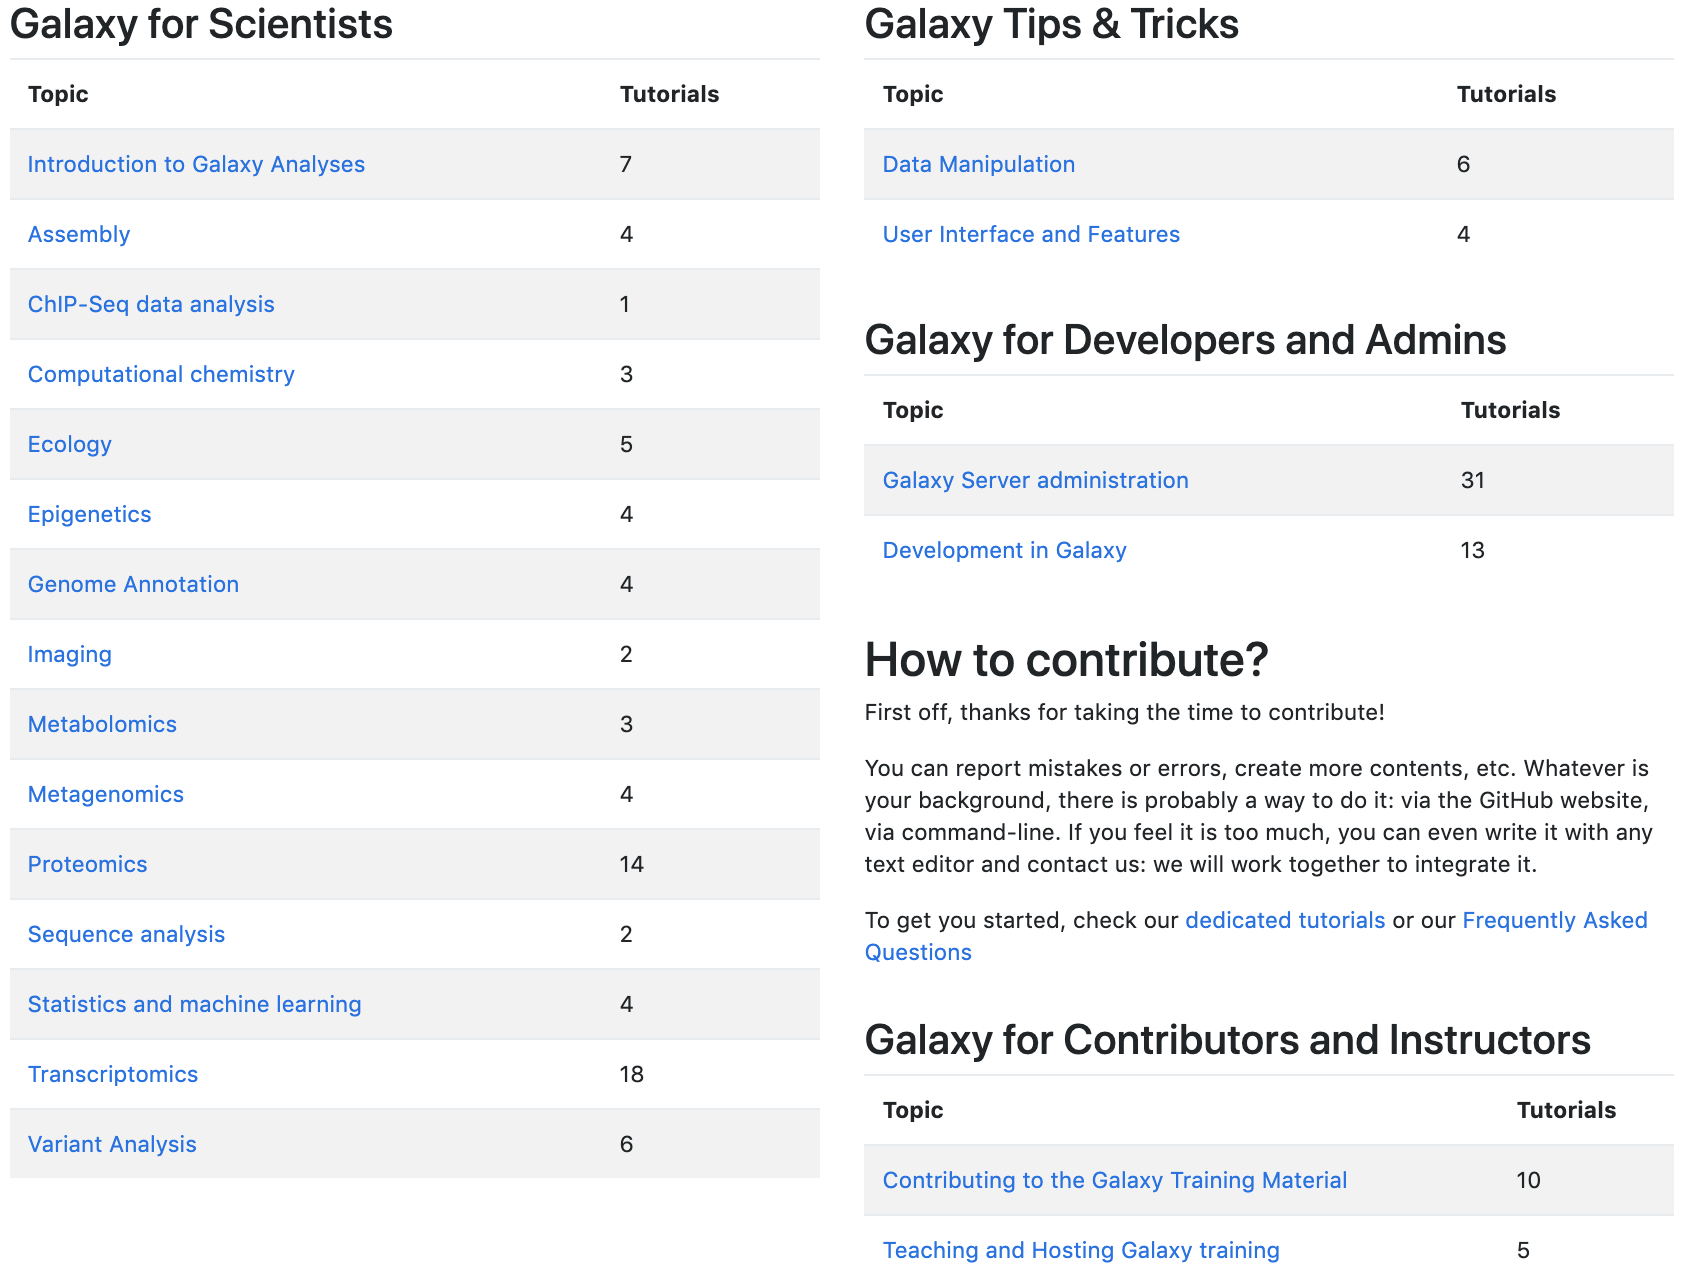 Galaxy for Scientists
Topic Tutorials
Introduction to Galaxy Analyses 7
Assembly 4
ChIP-Seq data analysis 1
Computational chemistry 3
Ecology 5
Epigenetics 4
Genome Annotation 4
Imaging 2
Metabolomics 3
Metagenomics 4
Proteomics 14
Sequence analysis 2
Statistics and machine learning 4
Transcriptomics 18
Variant Analysis 6
Galaxy Tips & Tricks
Topic Tutorials
Data Manipulation 6
User Interface and Features 4
Galaxy for Developers and Admins
Topic Tutorials
Galaxy Server administration 31
Development in Galaxy 13
How to contribute?
First off, thanks for taking the time to contribute!
You can report mistakes or errors, create more contents, etc. Whatever is
your background, there is probably a way to do it: via the GitHub website,
via command-line. If you feel it is too much, you can even write it with any
text editor and contact us: we will work together to integrate it.
To get you started, check our dedicated tutorials or our Frequently Asked
Questions
Galaxy for Contributors and Instructors
Topic Tutorials
Contributing to the Galaxy Training Material 10
Teaching and Hosting Galaxy training 5